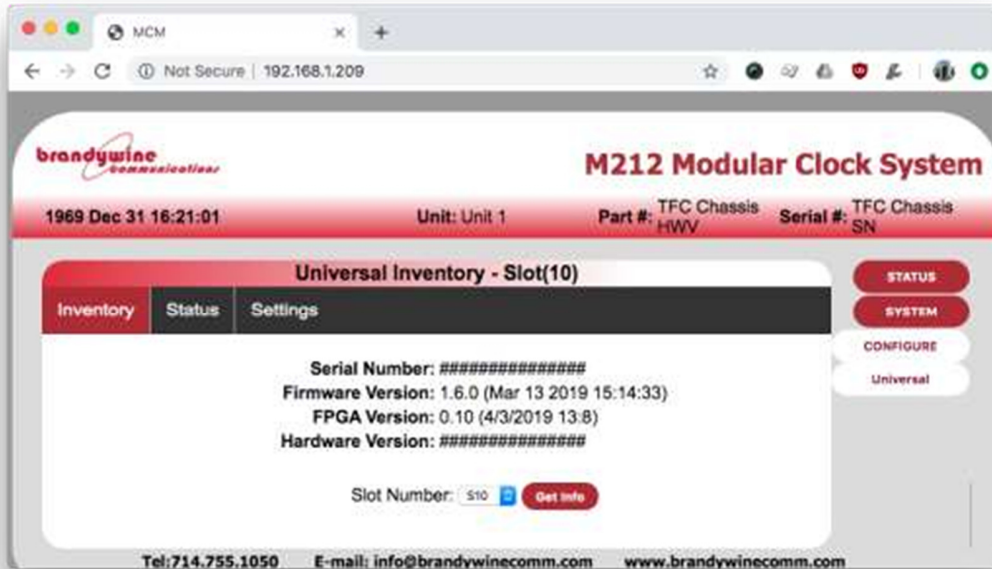 MCM
Not Secure | 192.168.1.209
brandywine
communications
M212 Modular Clock System
1969 Dec 31 16:21:01 Unit: Unit 1 Part #: TFC Chassis HWV Serial #: TFC Chassis SN
Universal Inventory - Slot(10)
STATUS
Inventory Status Settings
SYSTEM
CONFIGURE
Universal
Serial Number: ###############
Firmware Version: 1.6.0 (Mar 13 2019 15:14:33)
FPGA Version: 0.10 (4/3/2019 13:8)
Hardware Version: ###############
Slot Number: S10 Get Info
Tel:714.755.1050 E-mail: info@brandywinecomm.com www.brandywinecomm.com